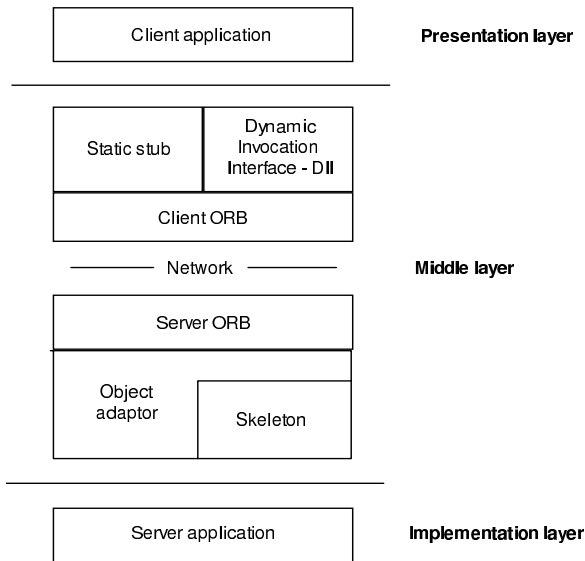 Client application
Presentation layer
Static stub
Dynamic
Invocation
Interface - DII
Client ORB
Network
Middle layer
Server ORB
Object
adaptor
Skeleton
Server application
Implementation layer